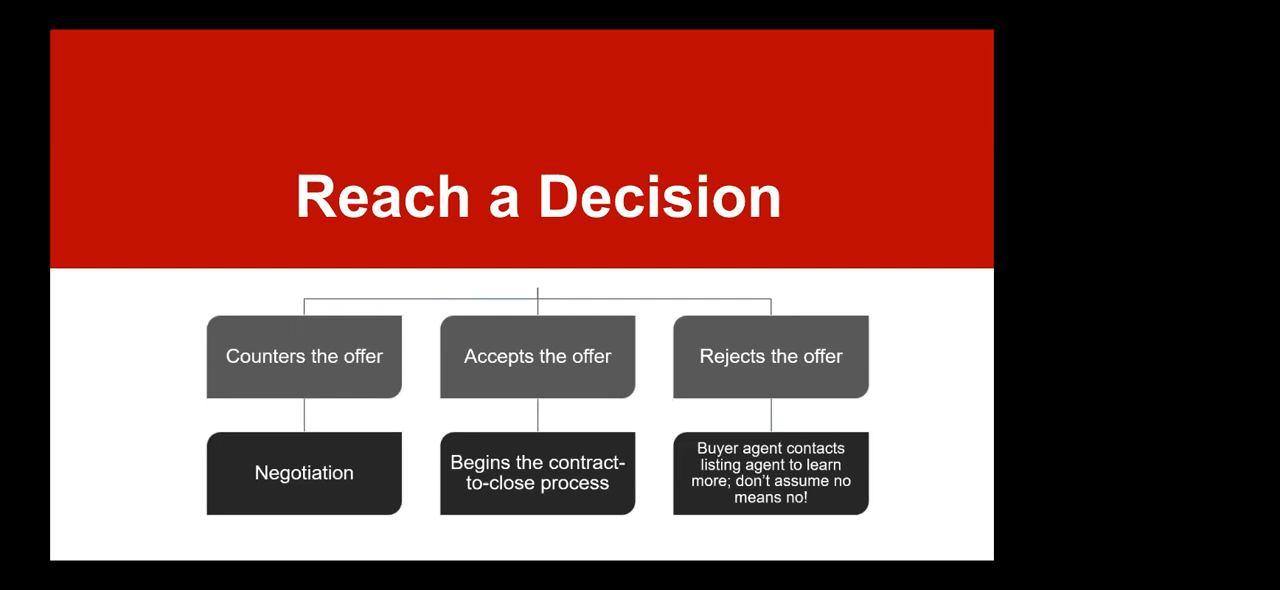 Reach a Decision
Counters the offer
Accepts the offer
Rejects the offer
Negotiation
Begins the contract-
to-close process
Buyer agent contacts
listing agent to learn
more; don’t assume no
means no!